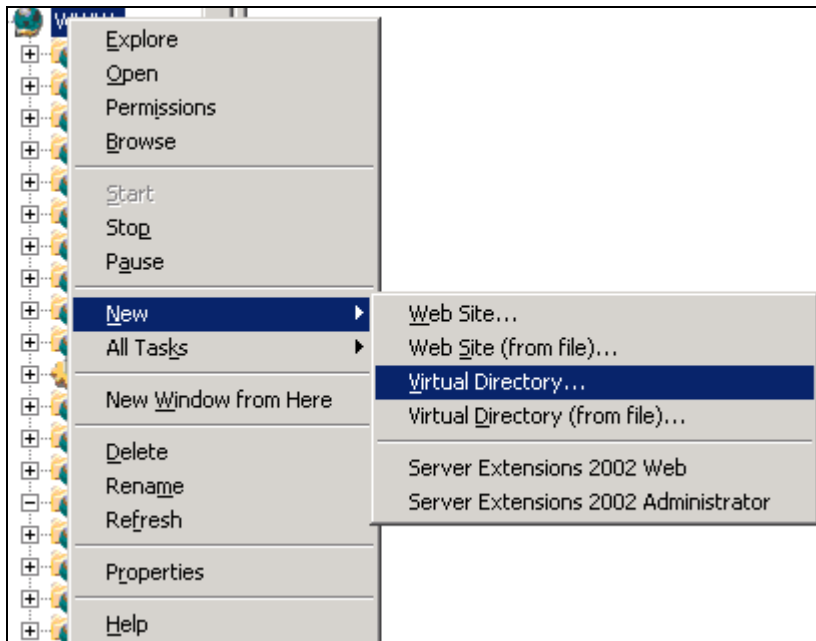 Explore
Open
Permissions
Browse
Start
Stop
Pause
New
All Tasks
New Window from Here
Delete
Rename
Refresh
Properties
Help
Web Site...
Web Site (from file)...
Virtual Directory...
Virtual Directory (from file)...
Server Extensions 2002 Web
Server Extensions 2002 Administrator